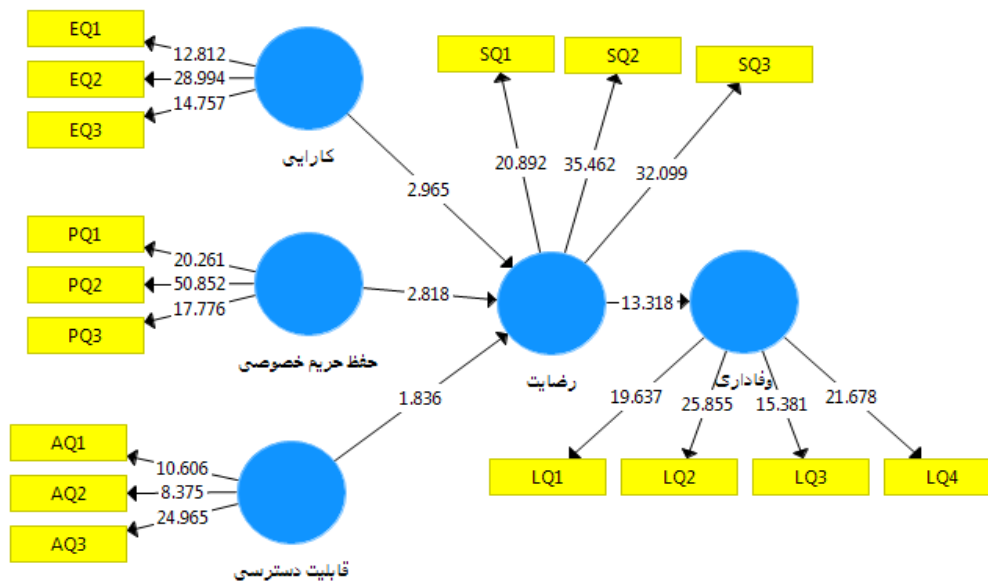 EQ1
EQ2
EQ3
12.812
28.994
14.757
کارایی
PQ1
PQ2
PQ3
20.261
50.852
17.776
حفظ حریم خصوصی
AQ1
AQ2
AQ3
10.606
8.375
24.965
قابلیت دسترسی
2.965
2.818
1.836
SQ1
SQ2
SQ3
20.892
35.462
32.099
رضایت
13.318
وفاداری
19.637
25.855
15.381
21.678
LQ1
LQ2
LQ3
LQ4